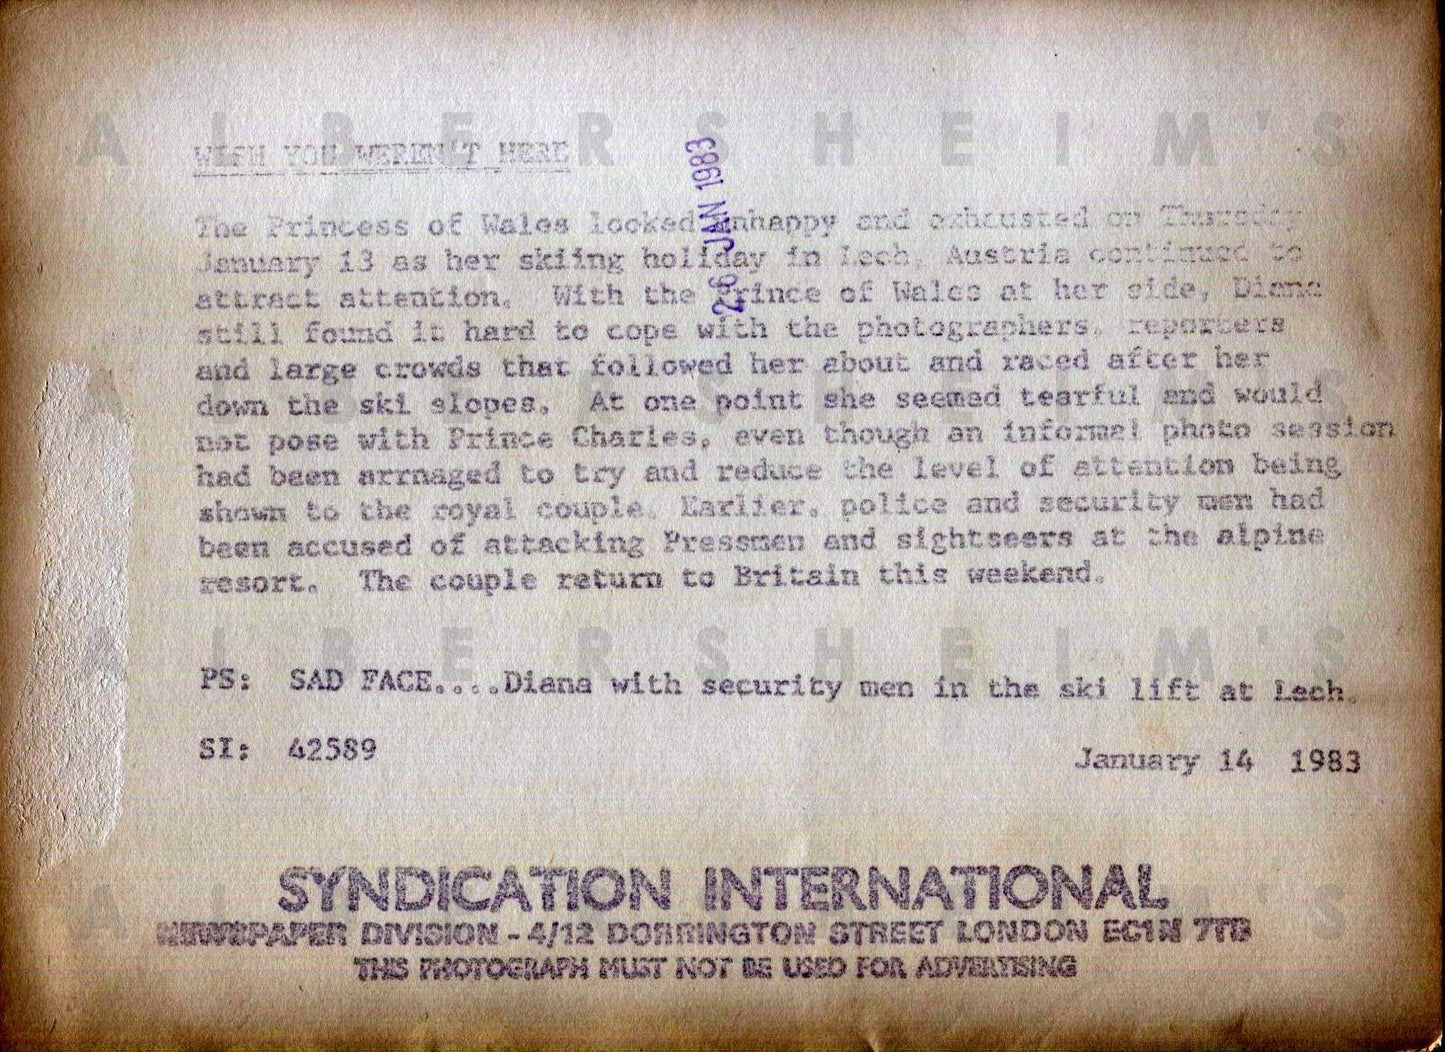 ALBERSHEIM'S
WISH YOU WEREN'T HERE
26 JAN 1983
The Princess of Wales looked unhappy and exhausted on Thursday
January 13 as her skiing holiday in Lech, Austria continued to
attract attention. With the Prince of Wales at her side, Diana
still found it hard to cope with the photographers, reporters
and large crowds that followed her about and raced after her
down the ski slopes. At one point she seemed tearful and would
not pose with Prince Charles, even though an informal photo session
had been arrnaged to try and reduce the level of attention being
shown to the royal couple. Earlier, police and security men had
been accused of attacking Pressmen and sightseers at the alpine
resort. The couple return to Britain this weekend.
ALBERSHEIM'S
PS: SAD FACE....Diana with security men in the ski lift at Lech.
SI: 42589
January 14 1983
SYNDICATION INTERNATIONAL
NEWSPAPER DIVISION - 4/12 DORRINGTON STREET LONDON EC1N 7TB
THIS PHOTOGRAPH MUST NOT BE USED FOR ADVERTISING